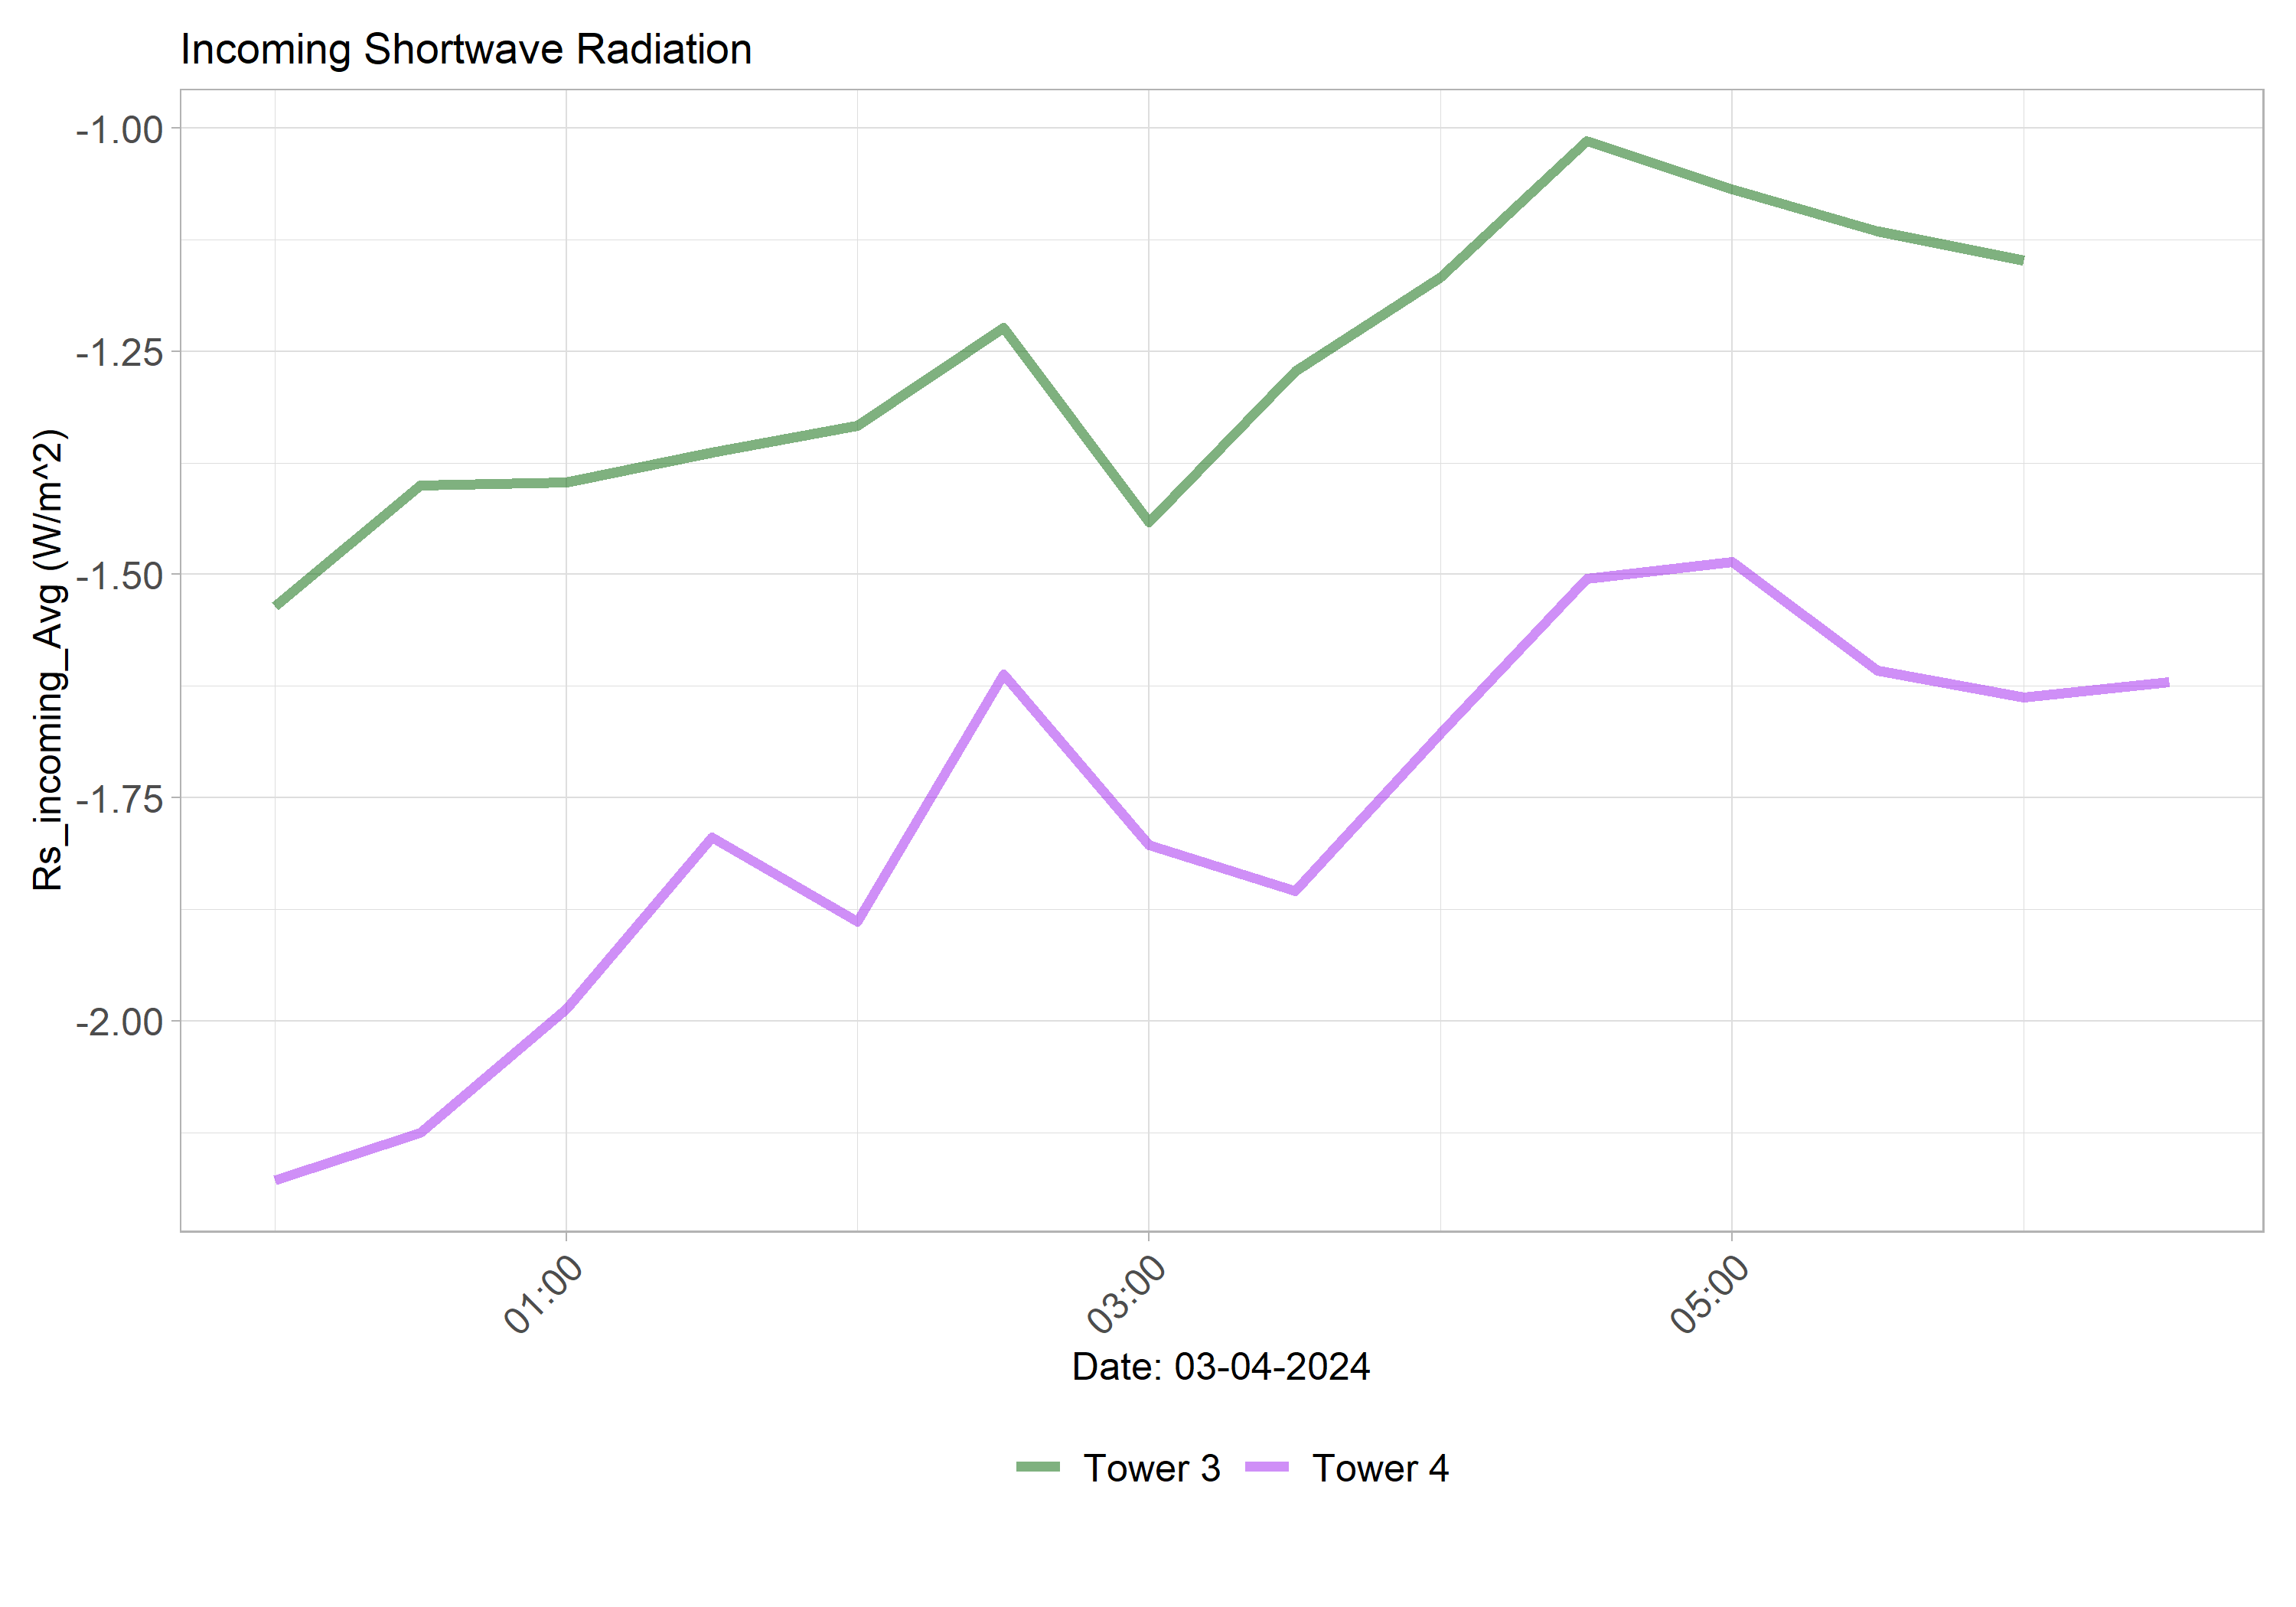 Incoming Shortwave Radiation
Rs_incoming_Avg (W/m^2)
-1.00
-1.25
-1.50
-1.75
-2.00
01:00 03:00 05:00
Date: 03-04-2024
Tower 3 Tower 4